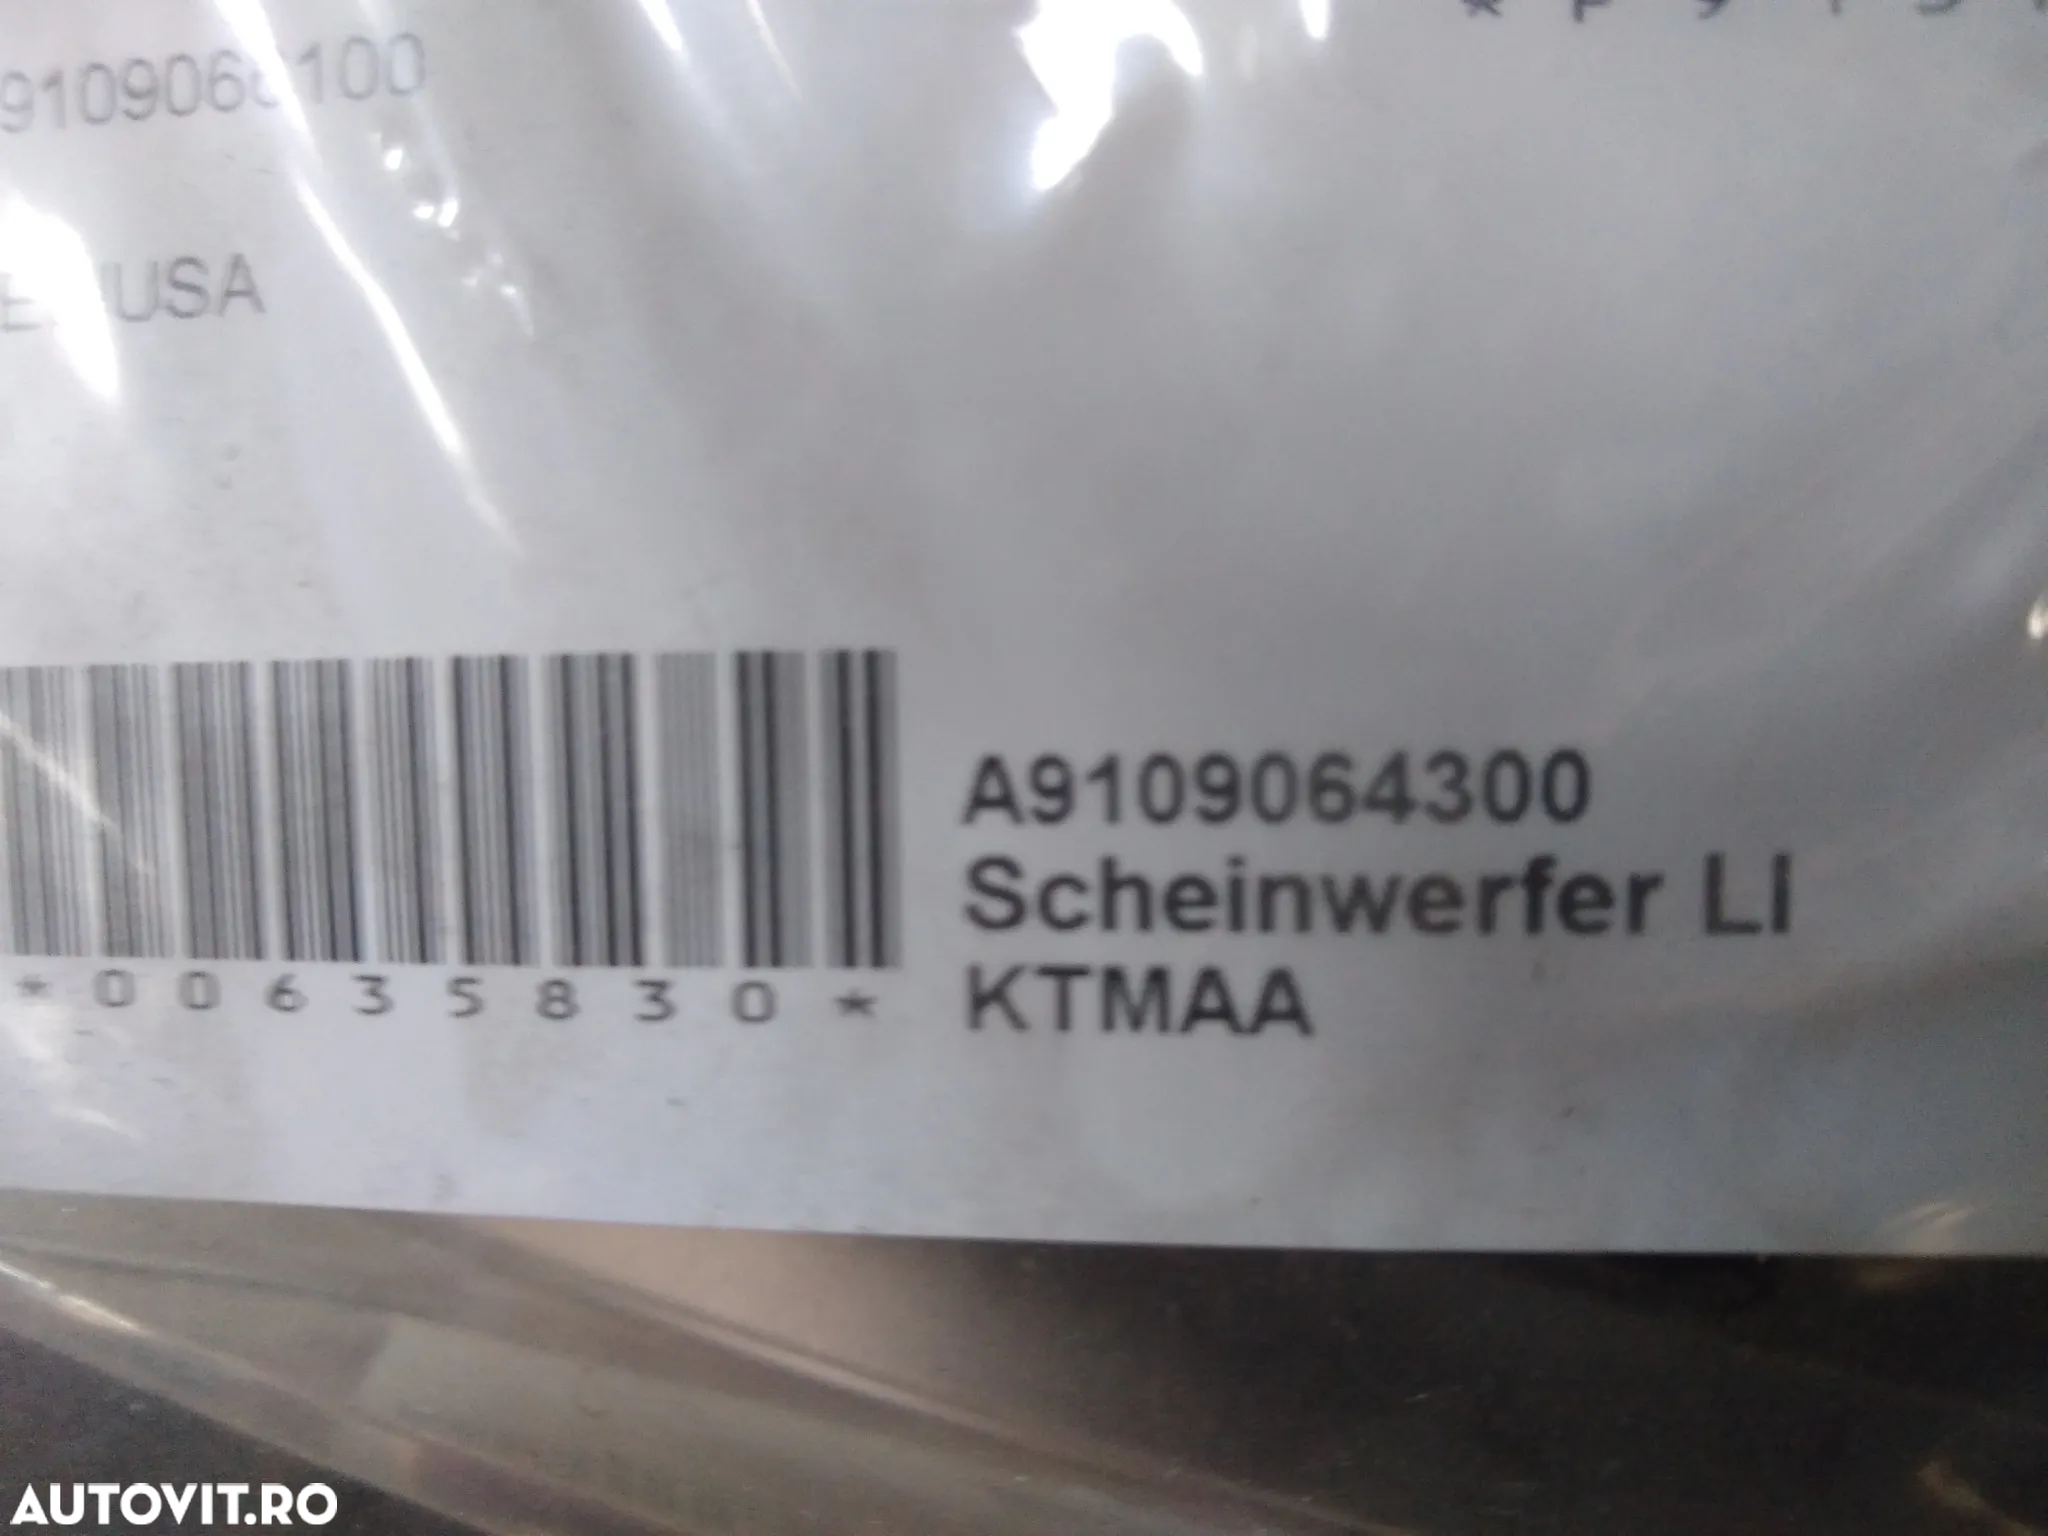 USA
*00635830*
A9109064300
Scheinwerfer LI
KTMAA
AUTOVIT.RO